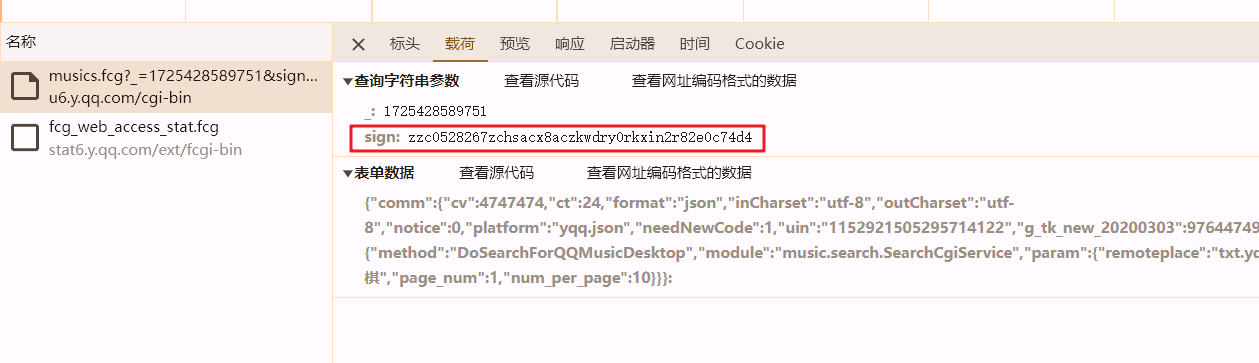 名称
标头 载荷 预览 响应 启动器 时间 Cookie
musics.fcg?_=1725428589751&sign...
u6.y.qq.com/cgi-bin
fcg_web_access_stat.fcg
stat6.y.qq.com/ext/fcgi-bin
▼查询字符串参数 查看源代码 查看网址编码格式的数据
_: 1725428589751
sign: zzc0528267zchsacx8aczkwdry0rkxin2r82e0c74d4
▼表单数据 查看源代码 查看网址编码格式的数据
{"comm":{"cv":4747474,"ct":24,"format":"json","inCharset":"utf-8","outCharset":"utf-
8","notice":0,"platform":"yqq.json","needNewCode":1,"uin":"1152921505295714122","g_tk_new_20200303":97644749
{"method":"DoSearchForQQMusicDesktop","module":"music.search.SearchCgiService","param":{"remoteplace":"txt.yq
棋","page_num":1,"num_per_page":10}}}: